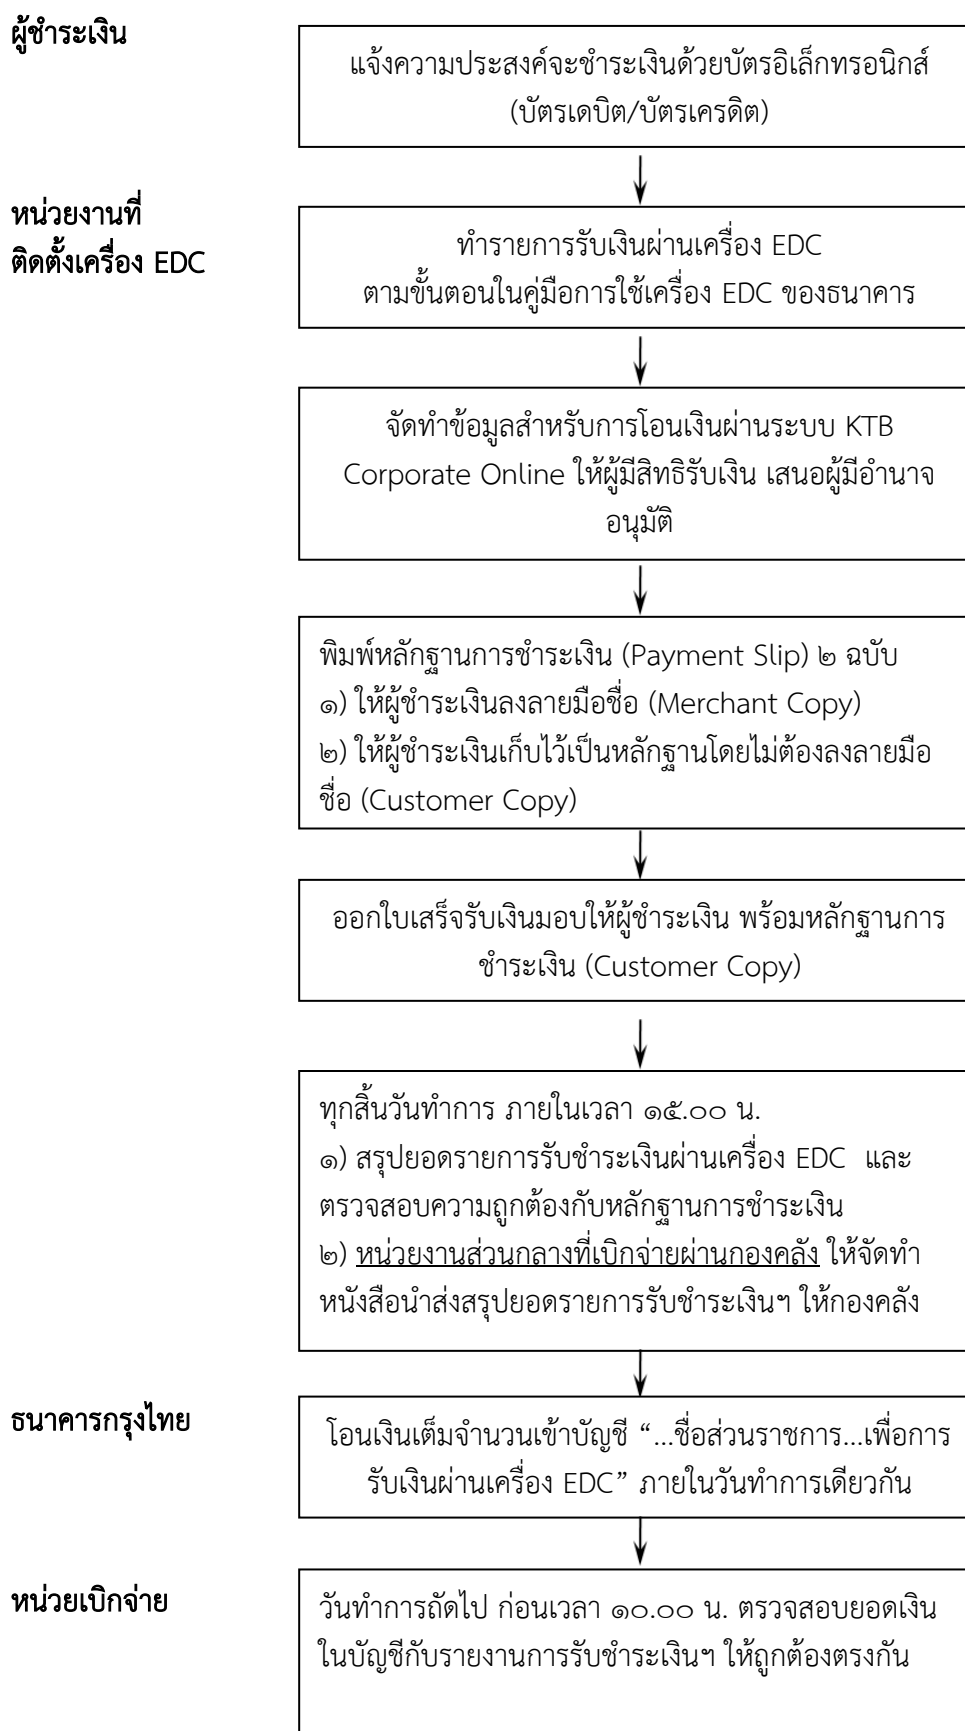 ผู้ชำระเงิน
แจ้งความประสงค์จะชำระเงินด้วยบัตรอิเล็กทรอนิกส์
(บัตรเดบิต/บัตรเครดิต)
หน่วยงานที่
ติดตั้งเครื่อง EDC
ทำรายการรับเงินผ่านเครื่อง EDC
ตามขั้นตอนในคู่มือการใช้เครื่อง EDC ของธนาคาร
จัดทำข้อมูลสำหรับการโอนเงินผ่านระบบ KTB
Corporate Online ให้ผู้มีสิทธิรับเงิน เสนอผู้มีอำนาจ
อนุมัติ
พิมพ์หลักฐานการชำระเงิน (Payment Slip) ๒ ฉบับ
๑) ให้ผู้ชำระเงินลงลายมือชื่อ (Merchant Copy)
๒) ให้ผู้ชำระเงินเก็บไว้เป็นหลักฐานโดยไม่ต้องลงลายมือ
ชื่อ (Customer Copy)
ออกใบเสร็จรับเงินมอบให้ผู้ชำระเงิน พร้อมหลักฐานการ
ชำระเงิน (Customer Copy)
ทุกสิ้นวันทำการ ภายในเวลา ๑๕.๐๐ น.
๑) สรุปยอดรายการรับชำระเงินผ่านเครื่อง EDC และ
ตรวจสอบความถูกต้องกับหลักฐานการชำระเงิน
๒) หน่วยงานส่วนกลางที่เบิกจ่ายผ่านกองคลัง ให้จัดทำ
หนังสือนำส่งสรุปยอดรายการรับชำระเงินฯ ให้กองคลัง
ธนาคารกรุงไทย
โอนเงินเต็มจำนวนเข้าบัญชี “...ชื่อส่วนราชการ...เพื่อการ
รับเงินผ่านเครื่อง EDC” ภายในวันทำการเดียวกัน
หน่วยเบิกจ่าย
วันทำการถัดไป ก่อนเวลา ๑๐.๐๐ น. ตรวจสอบยอดเงิน
ในบัญชีกับรายงานการรับชำระเงินฯ ให้ถูกต้องตรงกัน